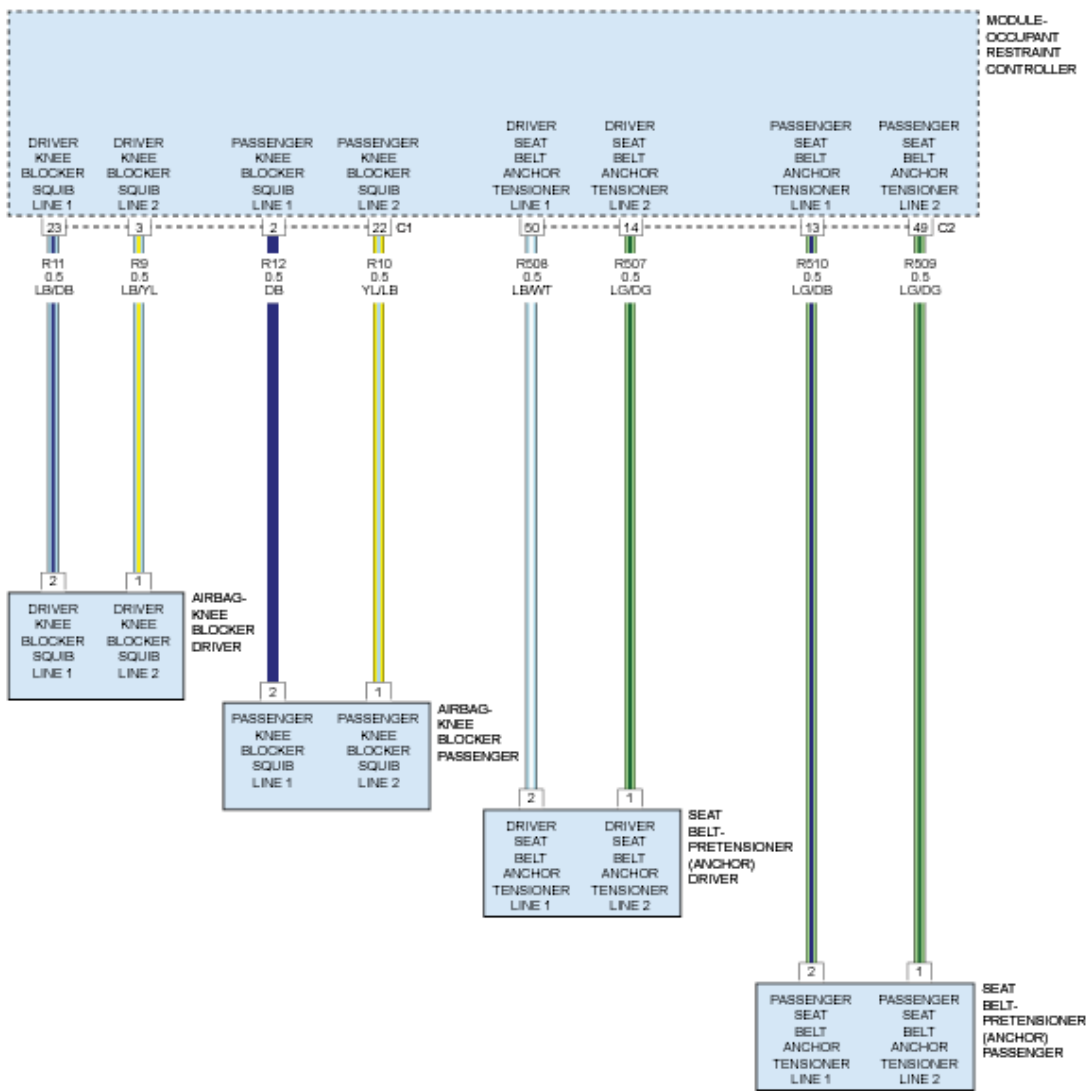 MODULE-
OCCUPANT
RESTRAINT
CONTROLLER
DRIVER
KNEE
BLOCKER
SQUIB
LINE 1
DRIVER
KNEE
BLOCKER
SQUIB
LINE 2
PASSENGER
KNEE
BLOCKER
SQUIB
LINE 1
PASSENGER
KNEE
BLOCKER
SQUIB
LINE 2
DRIVER
SEAT
BELT
ANCHOR
TENSIONER
LINE 1
DRIVER
SEAT
BELT
ANCHOR
TENSIONER
LINE 2
PASSENGER
SEAT
BELT
ANCHOR
TENSIONER
LINE 1
PASSENGER
SEAT
BELT
ANCHOR
TENSIONER
LINE 2
23
3
2
22
C1
50
14
13
49
C2
R11
0.5
LB/DB
R9
0.5
LB/YL
R12
0.5
DB
R10
0.5
YL/LB
R508
0.5
LB/WT
R507
0.5
LG/DG
R510
0.5
LG/DB
R509
0.5
LG/DG
2
1
DRIVER
KNEE
BLOCKER
SQUIB
LINE 1
DRIVER
KNEE
BLOCKER
SQUIB
LINE 2
AIRBAG-
KNEE
BLOCKER
DRIVER
2
1
PASSENGER
KNEE
BLOCKER
SQUIB
LINE 1
PASSENGER
KNEE
BLOCKER
SQUIB
LINE 2
AIRBAG-
KNEE
BLOCKER
PASSENGER
2
1
DRIVER
SEAT
BELT
ANCHOR
TENSIONER
LINE 1
DRIVER
SEAT
BELT
ANCHOR
TENSIONER
LINE 2
SEAT
BELT-
PRETENSIONER
(ANCHOR)
DRIVER
2
1
PASSENGER
SEAT
BELT
ANCHOR
TENSIONER
LINE 1
PASSENGER
SEAT
BELT
ANCHOR
TENSIONER
LINE 2
SEAT
BELT-
PRETENSIONER
(ANCHOR)
PASSENGER